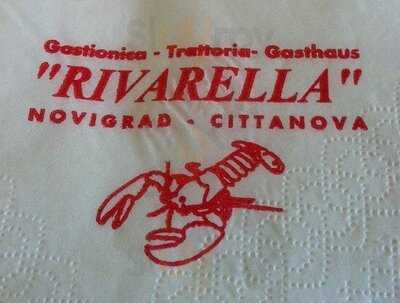 Gostionica - Trattoria- Gasthaus
"RIVARELLA"
NOVIGRAD - CITTANOVA